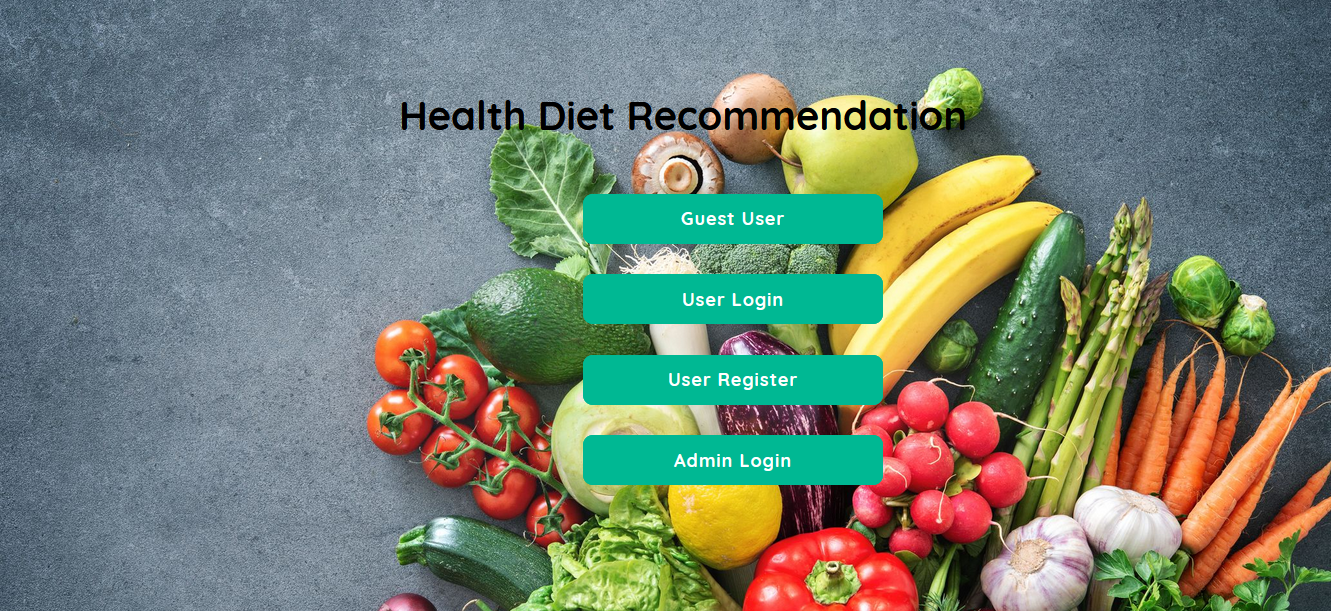 Health Diet Recommendation
Guest User
User Login
User Register
Admin Login